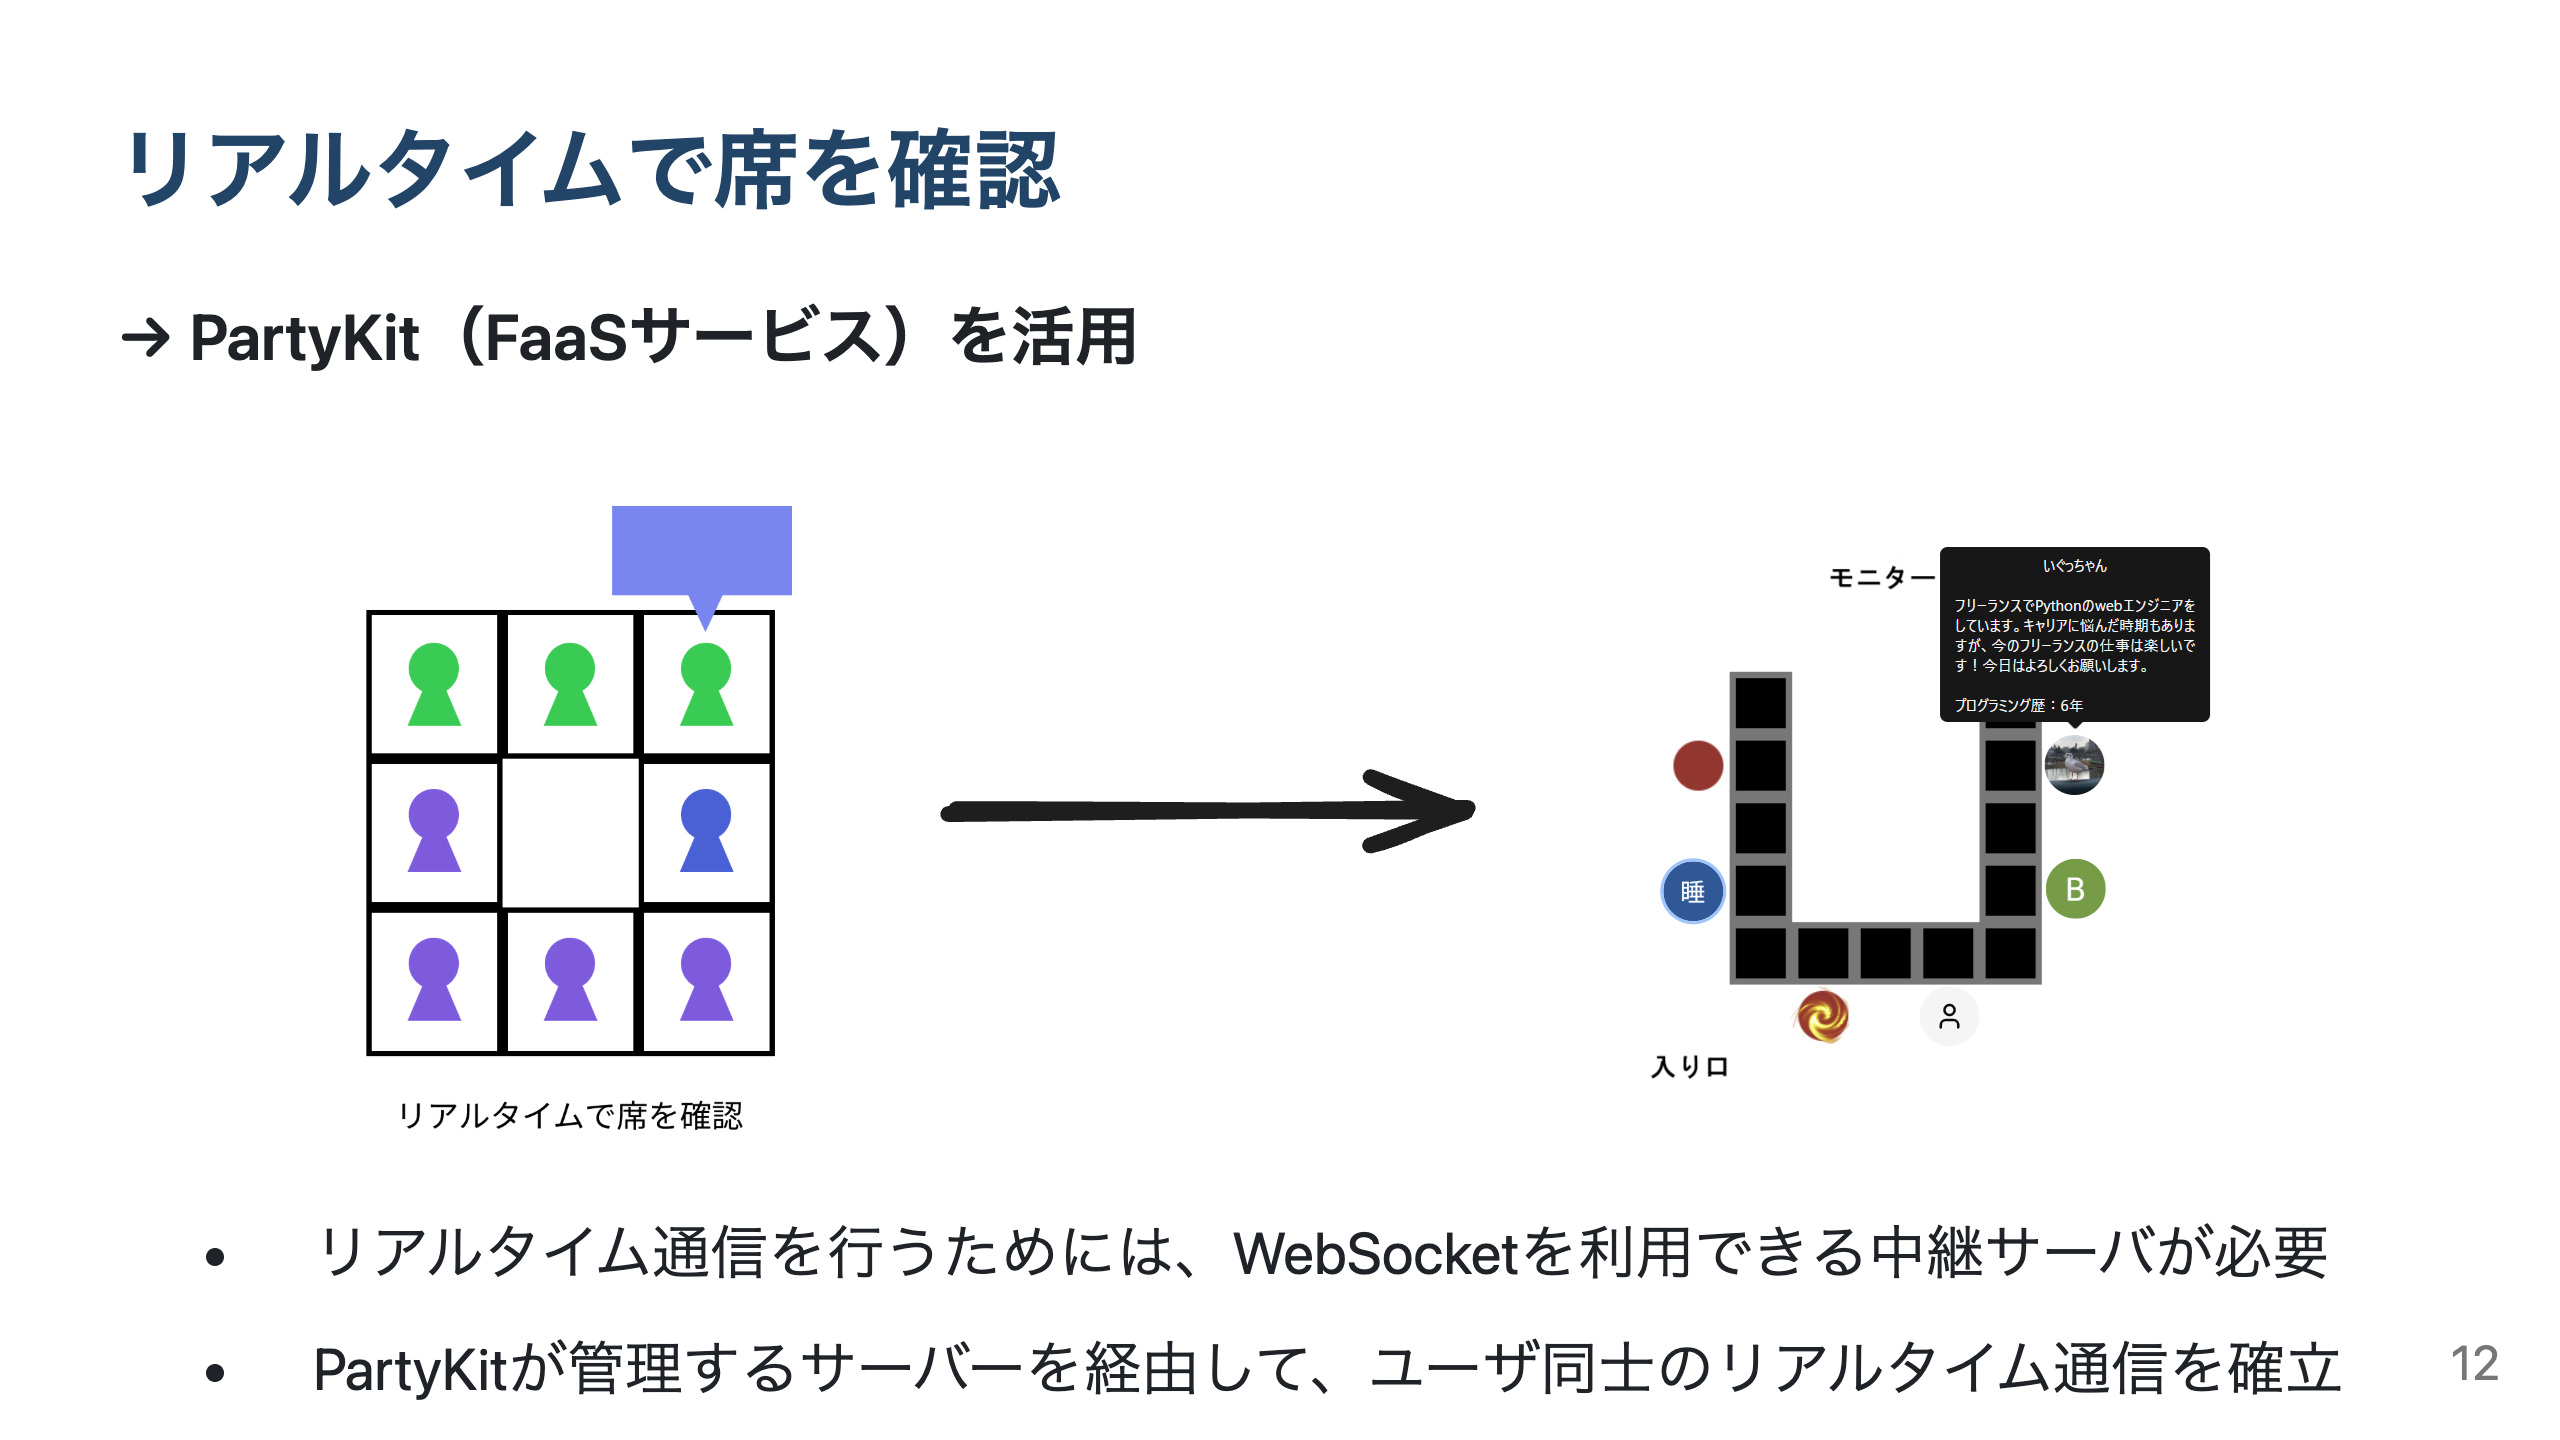 リアルタイムで席を確認
→ PartyKit（FaaSサービス）を活用
モニター
いぐっちゃん
フリーランスでPythonのwebエンジニアを
しています。キャリアに悩んだ時期もありま
すが、今のフリーランスの仕事は楽しいで
す！今日はよろしくお願いします。
プログラミング歴：6年
睡
B
入り口
リアルタイムで席を確認
• リアルタイム通信を行うためには、WebSocketを利用できる中継サーバが必要
• PartyKitが管理するサーバーを経由して、ユーザ同士のリアルタイム通信を確立
12